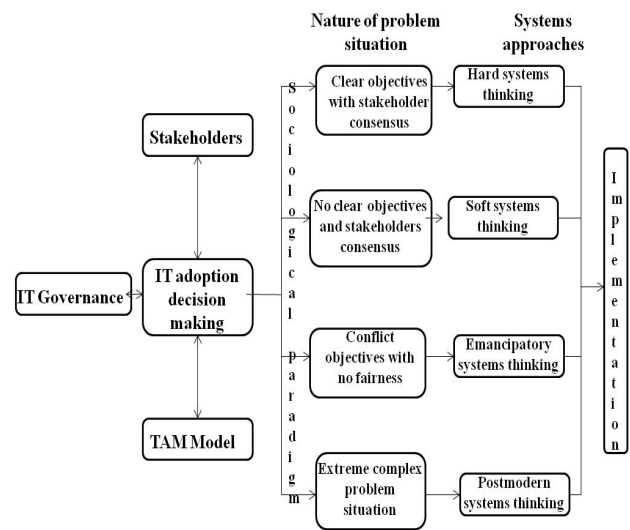 Nature of problem
situation
Systems
approaches
Stakeholders
IT Governance
IT adoption
decision
making
TAM Model
Sociological paradigm
Clear objectives
with stakeholder
consensus
Hard systems
thinking
No clear objectives
and stakeholders
consensus
Soft systems
thinking
Conflict
objectives with
no fairness
Emancipatory
systems thinking
Extreme complex
problem
situation
Postmodern
systems thinking
Implementation